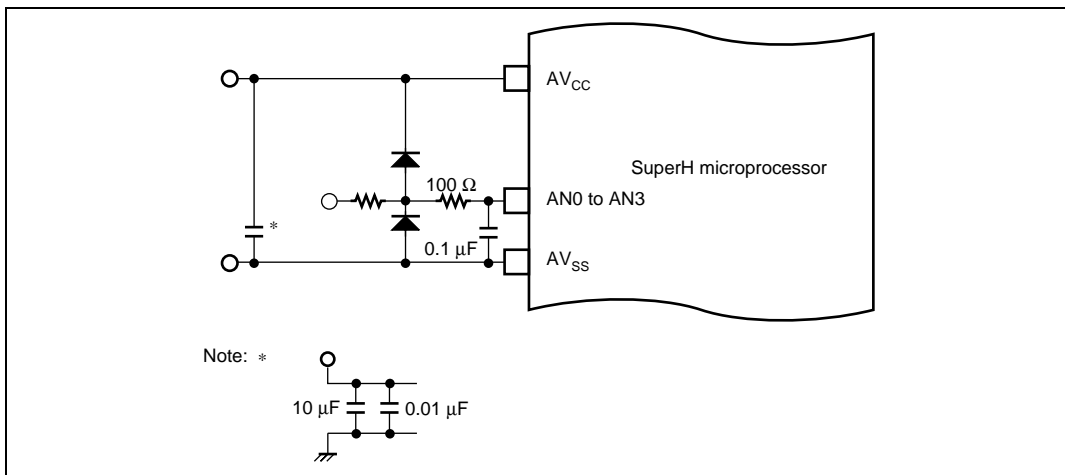 AVCC
SuperH microprocessor
100 Ω
AN0 to AN3
*
0.1 μF
AVSS
Note: *
10 μF
0.01 μF